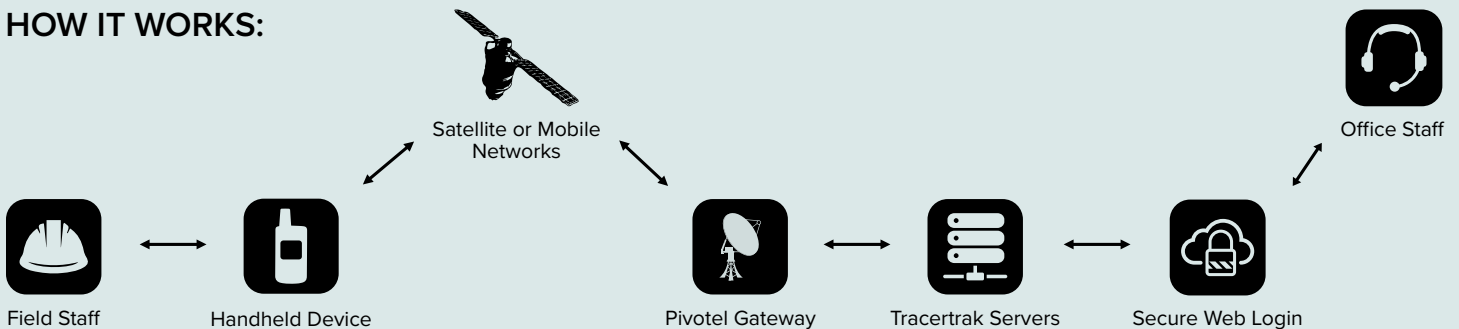 HOW IT WORKS:
Satellite or Mobile
Networks
Office Staff
Field Staff
Handheld Device
Pivotel Gateway
Tracertrak Servers
Secure Web Login